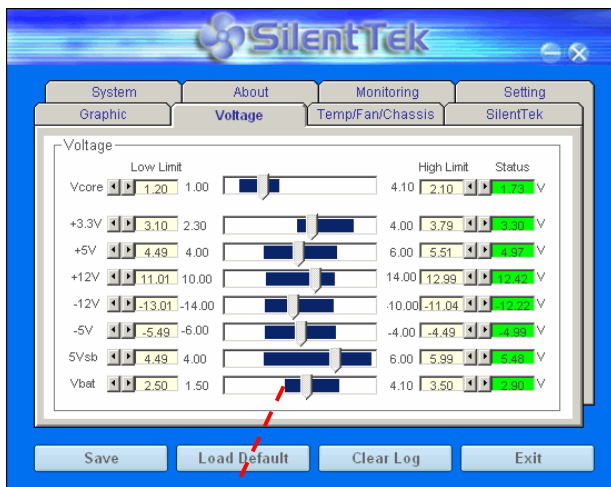 SilentTek
System About Monitoring Setting
Graphic Voltage Temp/Fan/Chassis SilentTek
Voltage
Low Limit High Limit Status
Vcore 1.20 1.00 4.10 2.10 1.73 V
+3.3V 3.10 2.30 4.00 3.79 3.30 V
+5V 4.49 4.00 6.00 5.51 4.97 V
+12V 11.01 10.00 14.00 12.99 12.42 V
-12V -13.01 -14.00 -10.00 -11.04 -12.22 V
-5V -5.49 -6.00 -4.00 -4.49 -4.99 V
5Vsb 4.49 4.00 6.00 5.99 5.48 V
Vbat 2.50 1.50 4.10 3.50 2.90 V
Save Load Default Clear Log Exit